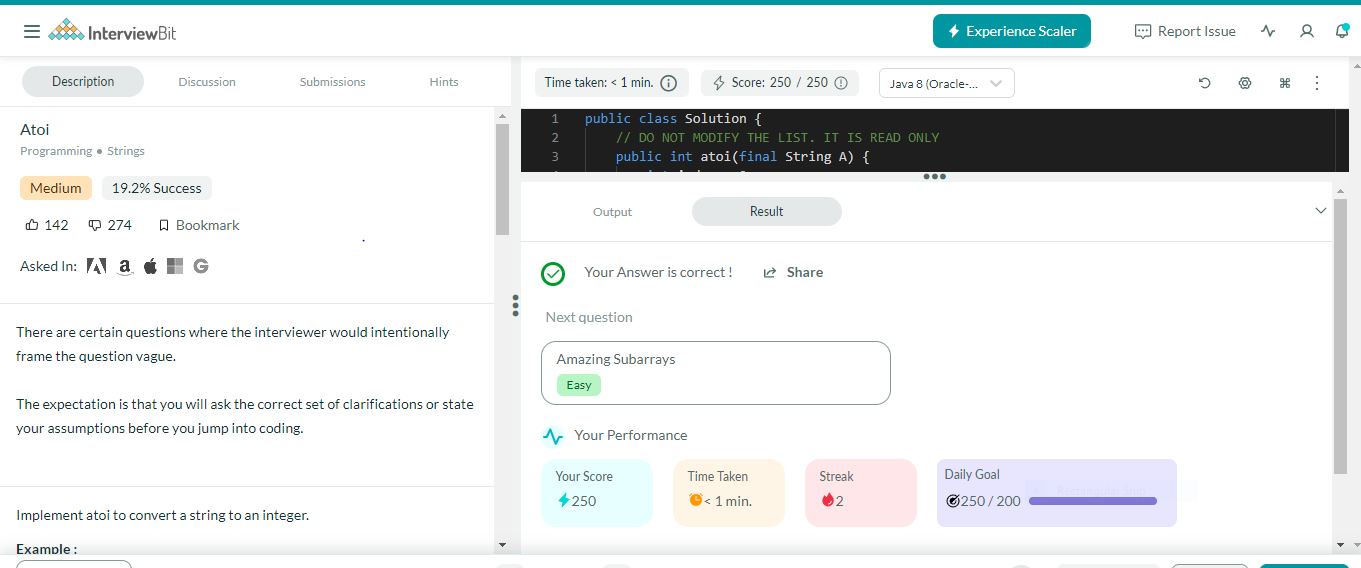 InterviewBit
Experience Scaler
Report Issue
Description
Discussion
Submissions
Hints
Atoi
Programming • Strings
Medium
19.2% Success
142
274
Bookmark
Asked In:
There are certain questions where the interviewer would intentionally
frame the question vague.
The expectation is that you will ask the correct set of clarifications or state
your assumptions before you jump into coding.
Implement atoi to convert a string to an integer.
Example :
Time taken: < 1 min.
Score: 250 / 250
Java 8 (Oracle-...
1 public class Solution {
2 // DO NOT MODIFY THE LIST. IT IS READ ONLY
3 public int atoi(final String A) {
Output
Result
Your Answer is correct !
Share
Next question
Amazing Subarrays
Easy
Your Performance
Your Score
250
Time Taken
< 1 min.
Streak
2
Daily Goal
250 / 200